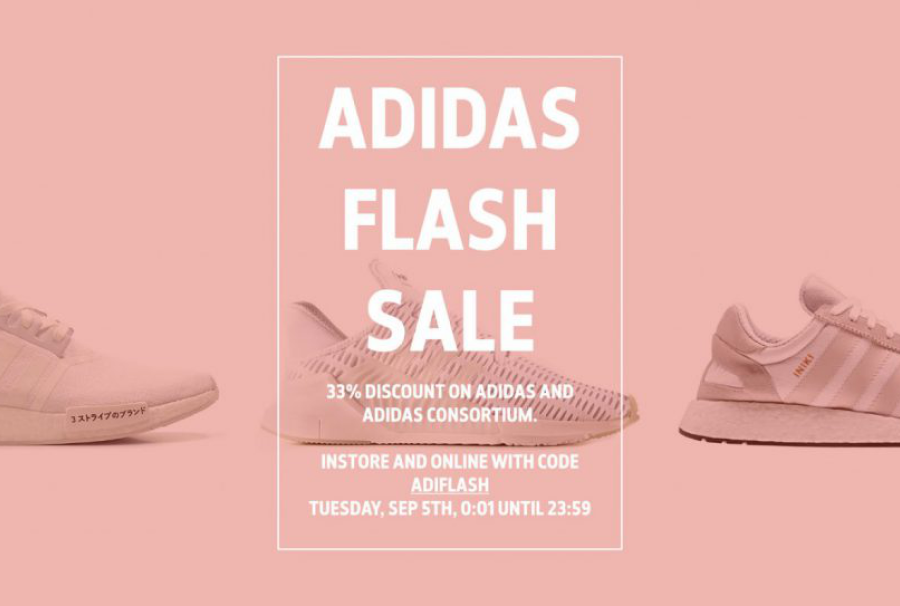 ADIDAS
FLASH
SALE
33% DISCOUNT ON ADIDAS AND
ADIDAS CONSORTIUM.
INSTORE AND ONLINE WITH CODE
ADIFLASH
TUESDAY, SEP 5TH, 0:01 UNTIL 23:59
3ストライプのブランド
INIKI